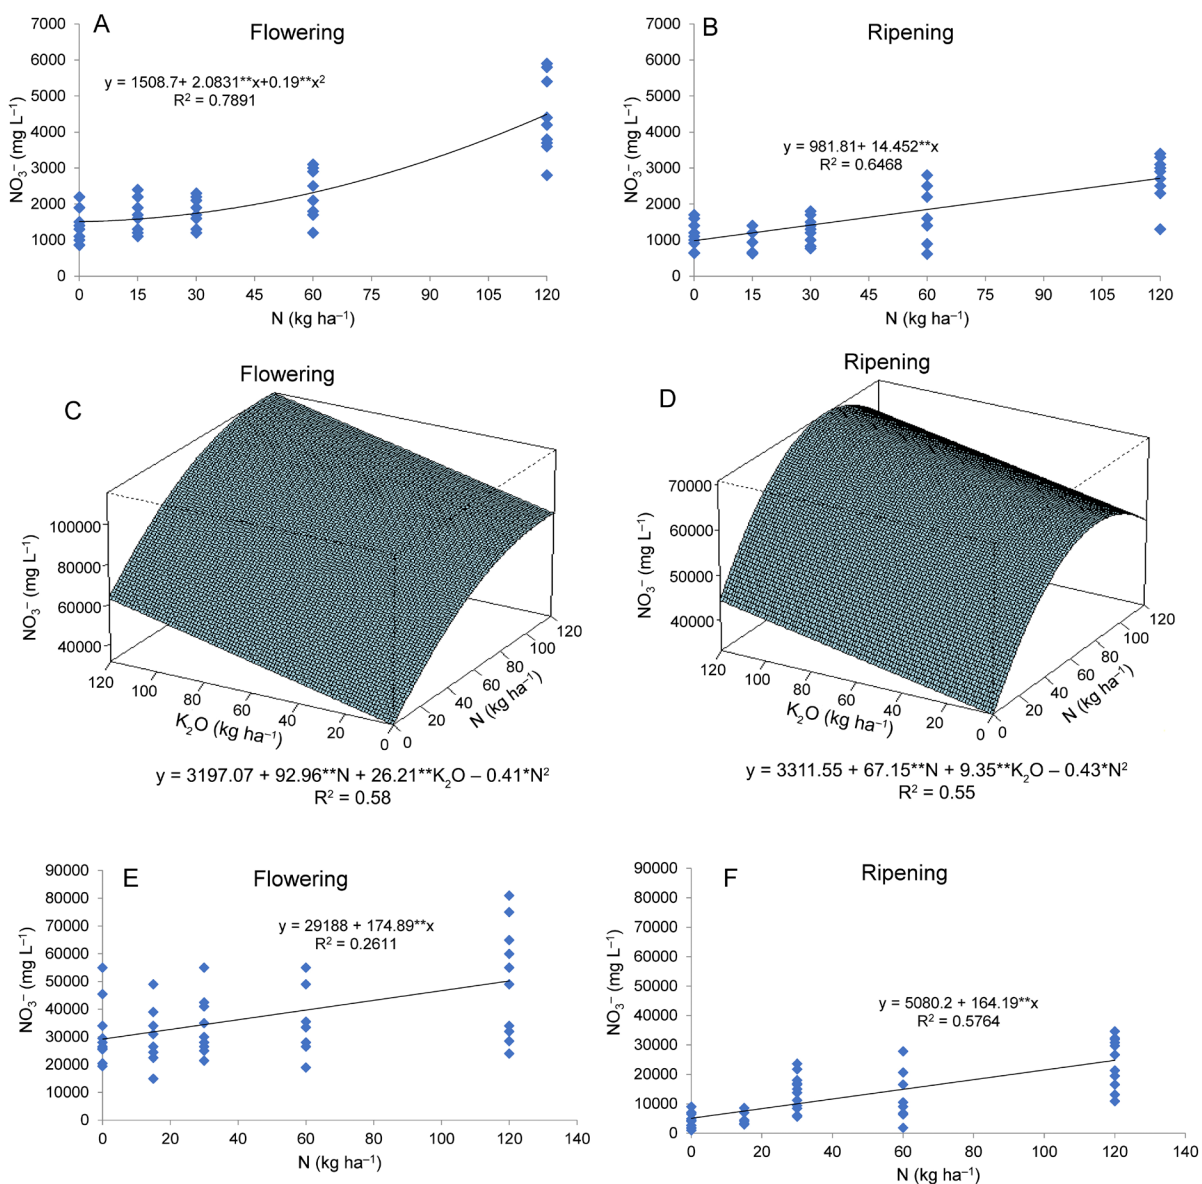 A
Flowering
y = 1508.7+ 2.0831**x+0.19**x²
R² = 0.7891
NO₃⁻ (mg L⁻¹)
7000
6000
5000
4000
3000
2000
1000
0
0 15 30 45 60 75 90 105 120
N (kg ha⁻¹)
B
Ripening
y = 981.81+ 14.452**x
R² = 0.6468
NO₃⁻ (mg L⁻¹)
7000
6000
5000
4000
3000
2000
1000
0
0 15 30 45 60 75 90 105 120
N (kg ha⁻¹)
C
Flowering
NO₃⁻ (mg L⁻¹)
100000
80000
60000
40000
120 100 80 60 40 20 0
K₂O (kg ha⁻¹)
0 20 40 60 80 100 120
N (kg ha⁻¹)
y = 3197.07 + 92.96**N + 26.21**K₂O – 0.41*N²
R² = 0.58
D
Ripening
NO₃⁻ (mg L⁻¹)
70000
60000
50000
40000
120 100 80 60 40 20 0
K₂O (kg ha⁻¹)
0 20 40 60 80 100 120
N (kg ha⁻¹)
y = 3311.55 + 67.15**N + 9.35**K₂O – 0.43*N²
R² = 0.55
E
Flowering
y = 29188 + 174.89**x
R² = 0.2611
NO₃⁻ (mg L⁻¹)
90000
80000
70000
60000
50000
40000
30000
20000
10000
0
0 20 40 60 80 100 120 140
N (kg ha⁻¹)
F
Ripening
y = 5080.2 + 164.19**x
R² = 0.5764
NO₃⁻ (mg L⁻¹)
90000
80000
70000
60000
50000
40000
30000
20000
10000
0
0 20 40 60 80 100 120 140
N (kg ha⁻¹)